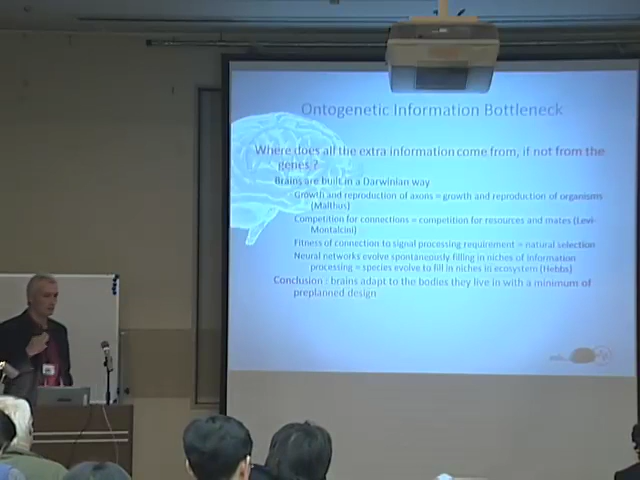 Ontogenetic Information Bottleneck
Where does all the extra information come from, if not from the
genes ?
Brains are built in a Darwinian way
Growth and reproduction of axons = growth and reproduction of organisms
(Malthus)
Competition for connections = competition for resources and mates (Levi-
Montalcini)
Fitness of connection to signal processing requirement = natural selection
Neural networks evolve spontaneously filling in niches of information
processing = species evolve to fill in niches in ecosystem (Hebbs)
Conclusion : brains adapt to the bodies they live in with a minimum of
preplanned design